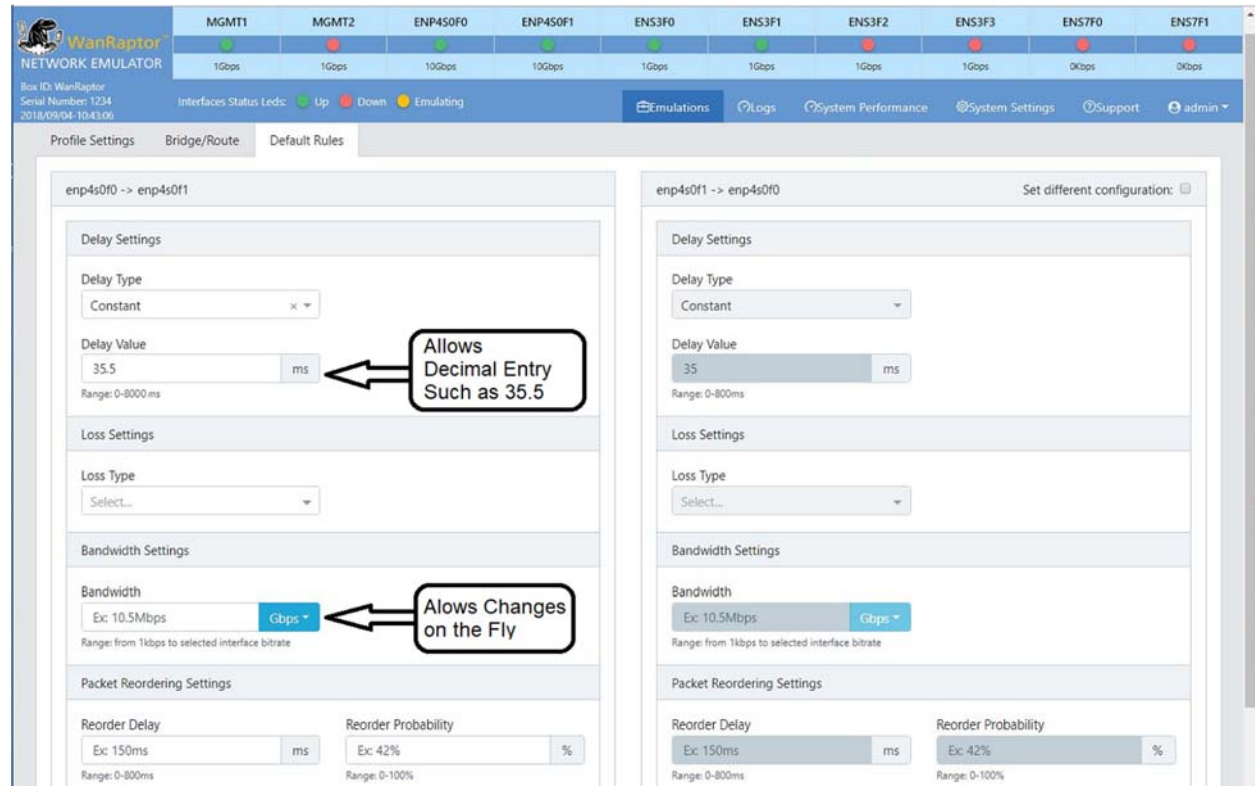 MGMT1 MGMT2 ENP4S0F0 ENP4S0F1 ENS3F0 ENS3F1 ENS3F2 ENS3F3 ENS7F0 ENS7F1
WanRaptor™
NETWORK EMULATOR 1Gbps 1Gbps 10Gbps 10Gbps 1Gbps 1Gbps 1Gbps 1Gbps 0Kbps 0Kbps
Box ID: WanRaptor
Serial Number: 1234 Interfaces Status Leds: Up Down Emulating Emulations Logs System Performance System Settings Support admin
2018/09/04-10:43:06
Profile Settings Bridge/Route Default Rules
enp4s0f0 -> enp4s0f1 enp4s0f1 -> enp4s0f0 Set different configuration:
Delay Settings Delay Settings
Delay Type Delay Type
Constant × Constant
Delay Value Delay Value
35.5 ms 35 ms
Range: 0-8000 ms Range: 0-800ms
Allows
Decimal Entry
Such as 35.5
Loss Settings Loss Settings
Loss Type Loss Type
Select... Select...
Bandwidth Settings Bandwidth Settings
Bandwidth Bandwidth
Ex: 10.5Mbps Gbps Ex: 10.5Mbps Gbps
Range: from 1kbps to selected interface bitrate Range: from 1kbps to selected interface bitrate
Alows Changes
on the Fly
Packet Reordering Settings Packet Reordering Settings
Reorder Delay Reorder Probability Reorder Delay Reorder Probability
Ex: 150ms ms Ex: 42% % Ex: 150ms ms Ex: 42% %
Range: 0-800ms Range: 0-100% Range: 0-800ms Range: 0-100%